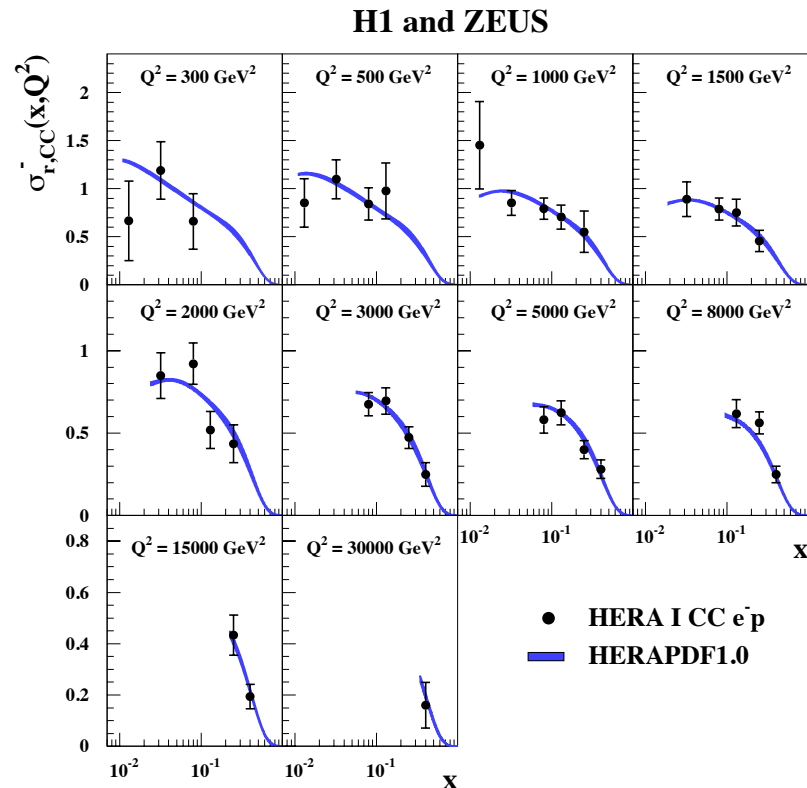 H1 and ZEUS
σ⁻r,CC(x,Q²)
Q² = 300 GeV²
Q² = 500 GeV²
Q² = 1000 GeV²
Q² = 1500 GeV²
2
1.5
1
0.5
0
Q² = 2000 GeV²
Q² = 3000 GeV²
Q² = 5000 GeV²
Q² = 8000 GeV²
1
0.5
0
10⁻² 10⁻¹
10⁻² 10⁻¹
x
Q² = 15000 GeV²
Q² = 30000 GeV²
0.8
0.6
0.4
0.2
0
10⁻² 10⁻¹
10⁻² 10⁻¹
x
HERA I CC e⁻p
HERAPDF1.0